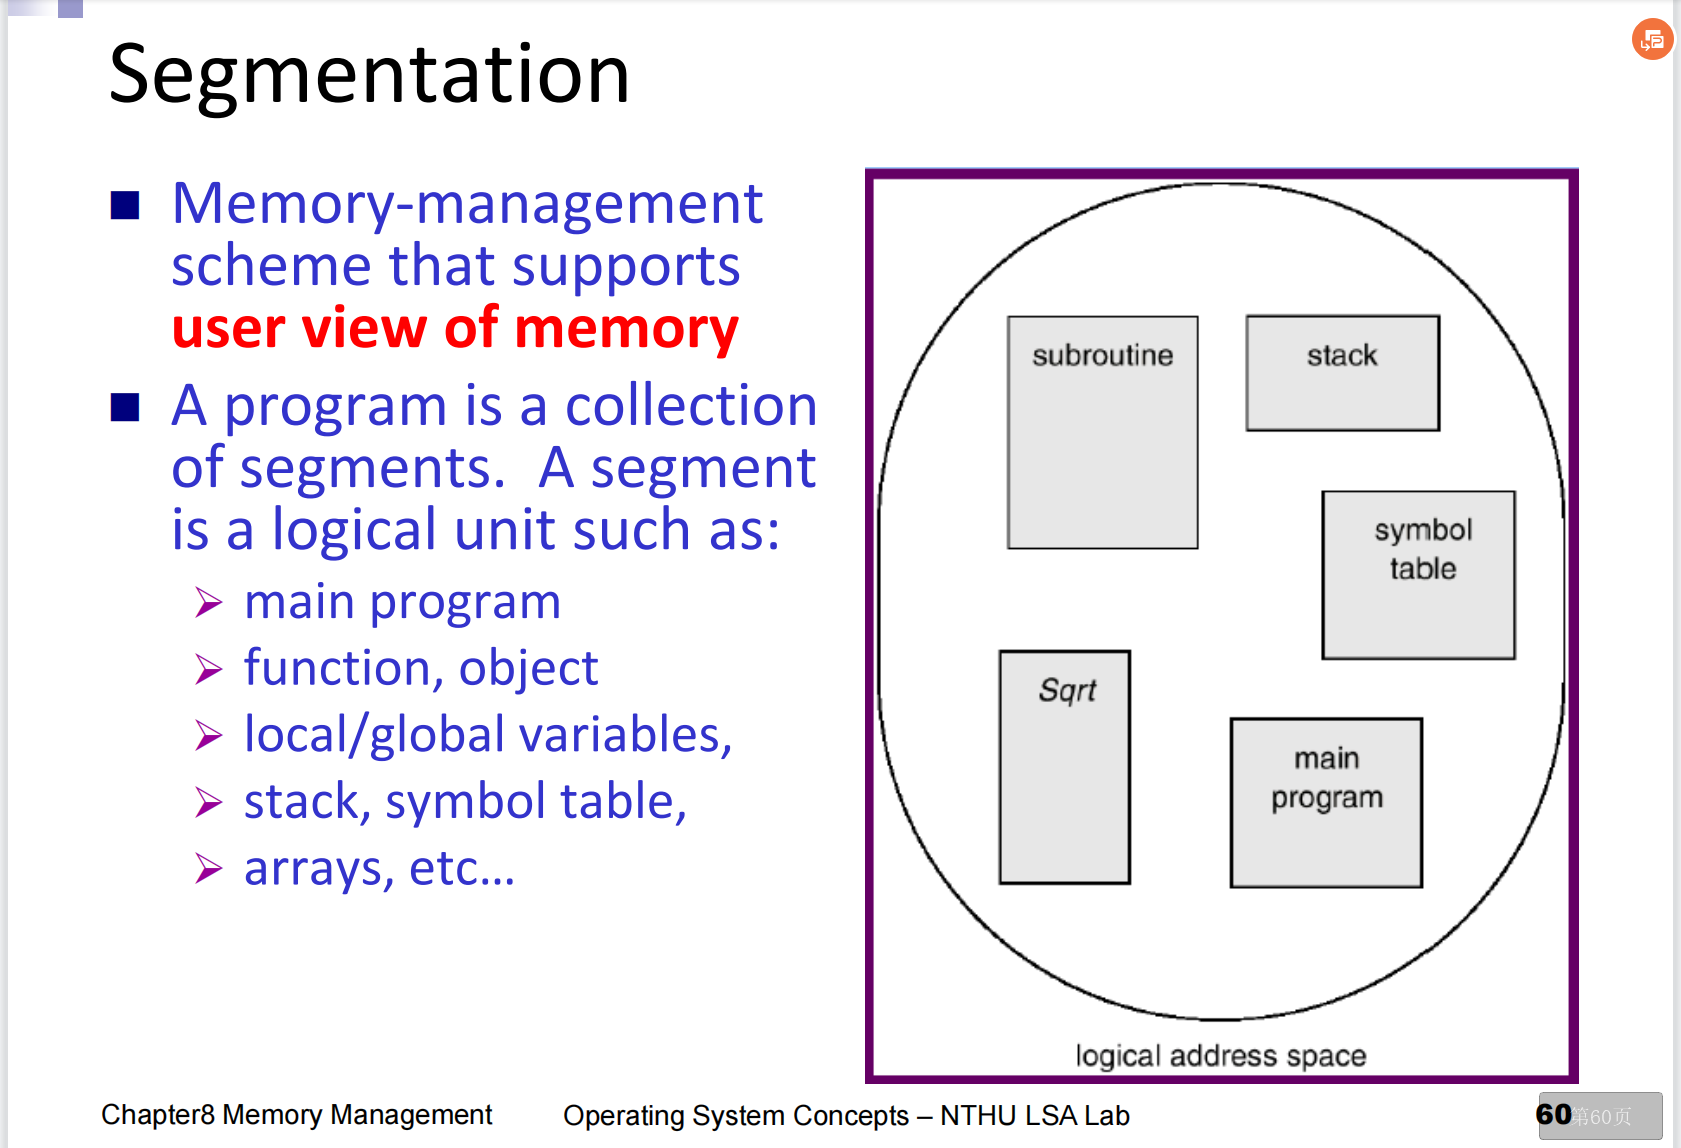 Segmentation
Memory-management
scheme that supports
user view of memory
A program is a collection
of segments.  A segment
is a logical unit such as:
main program
function, object
local/global variables,
stack, symbol table,
arrays, etc…
subroutine
stack
symbol
table
Sqrt
main
program
logical address space
Chapter8 Memory Management
Operating System Concepts – NTHU LSA Lab
60
第60页